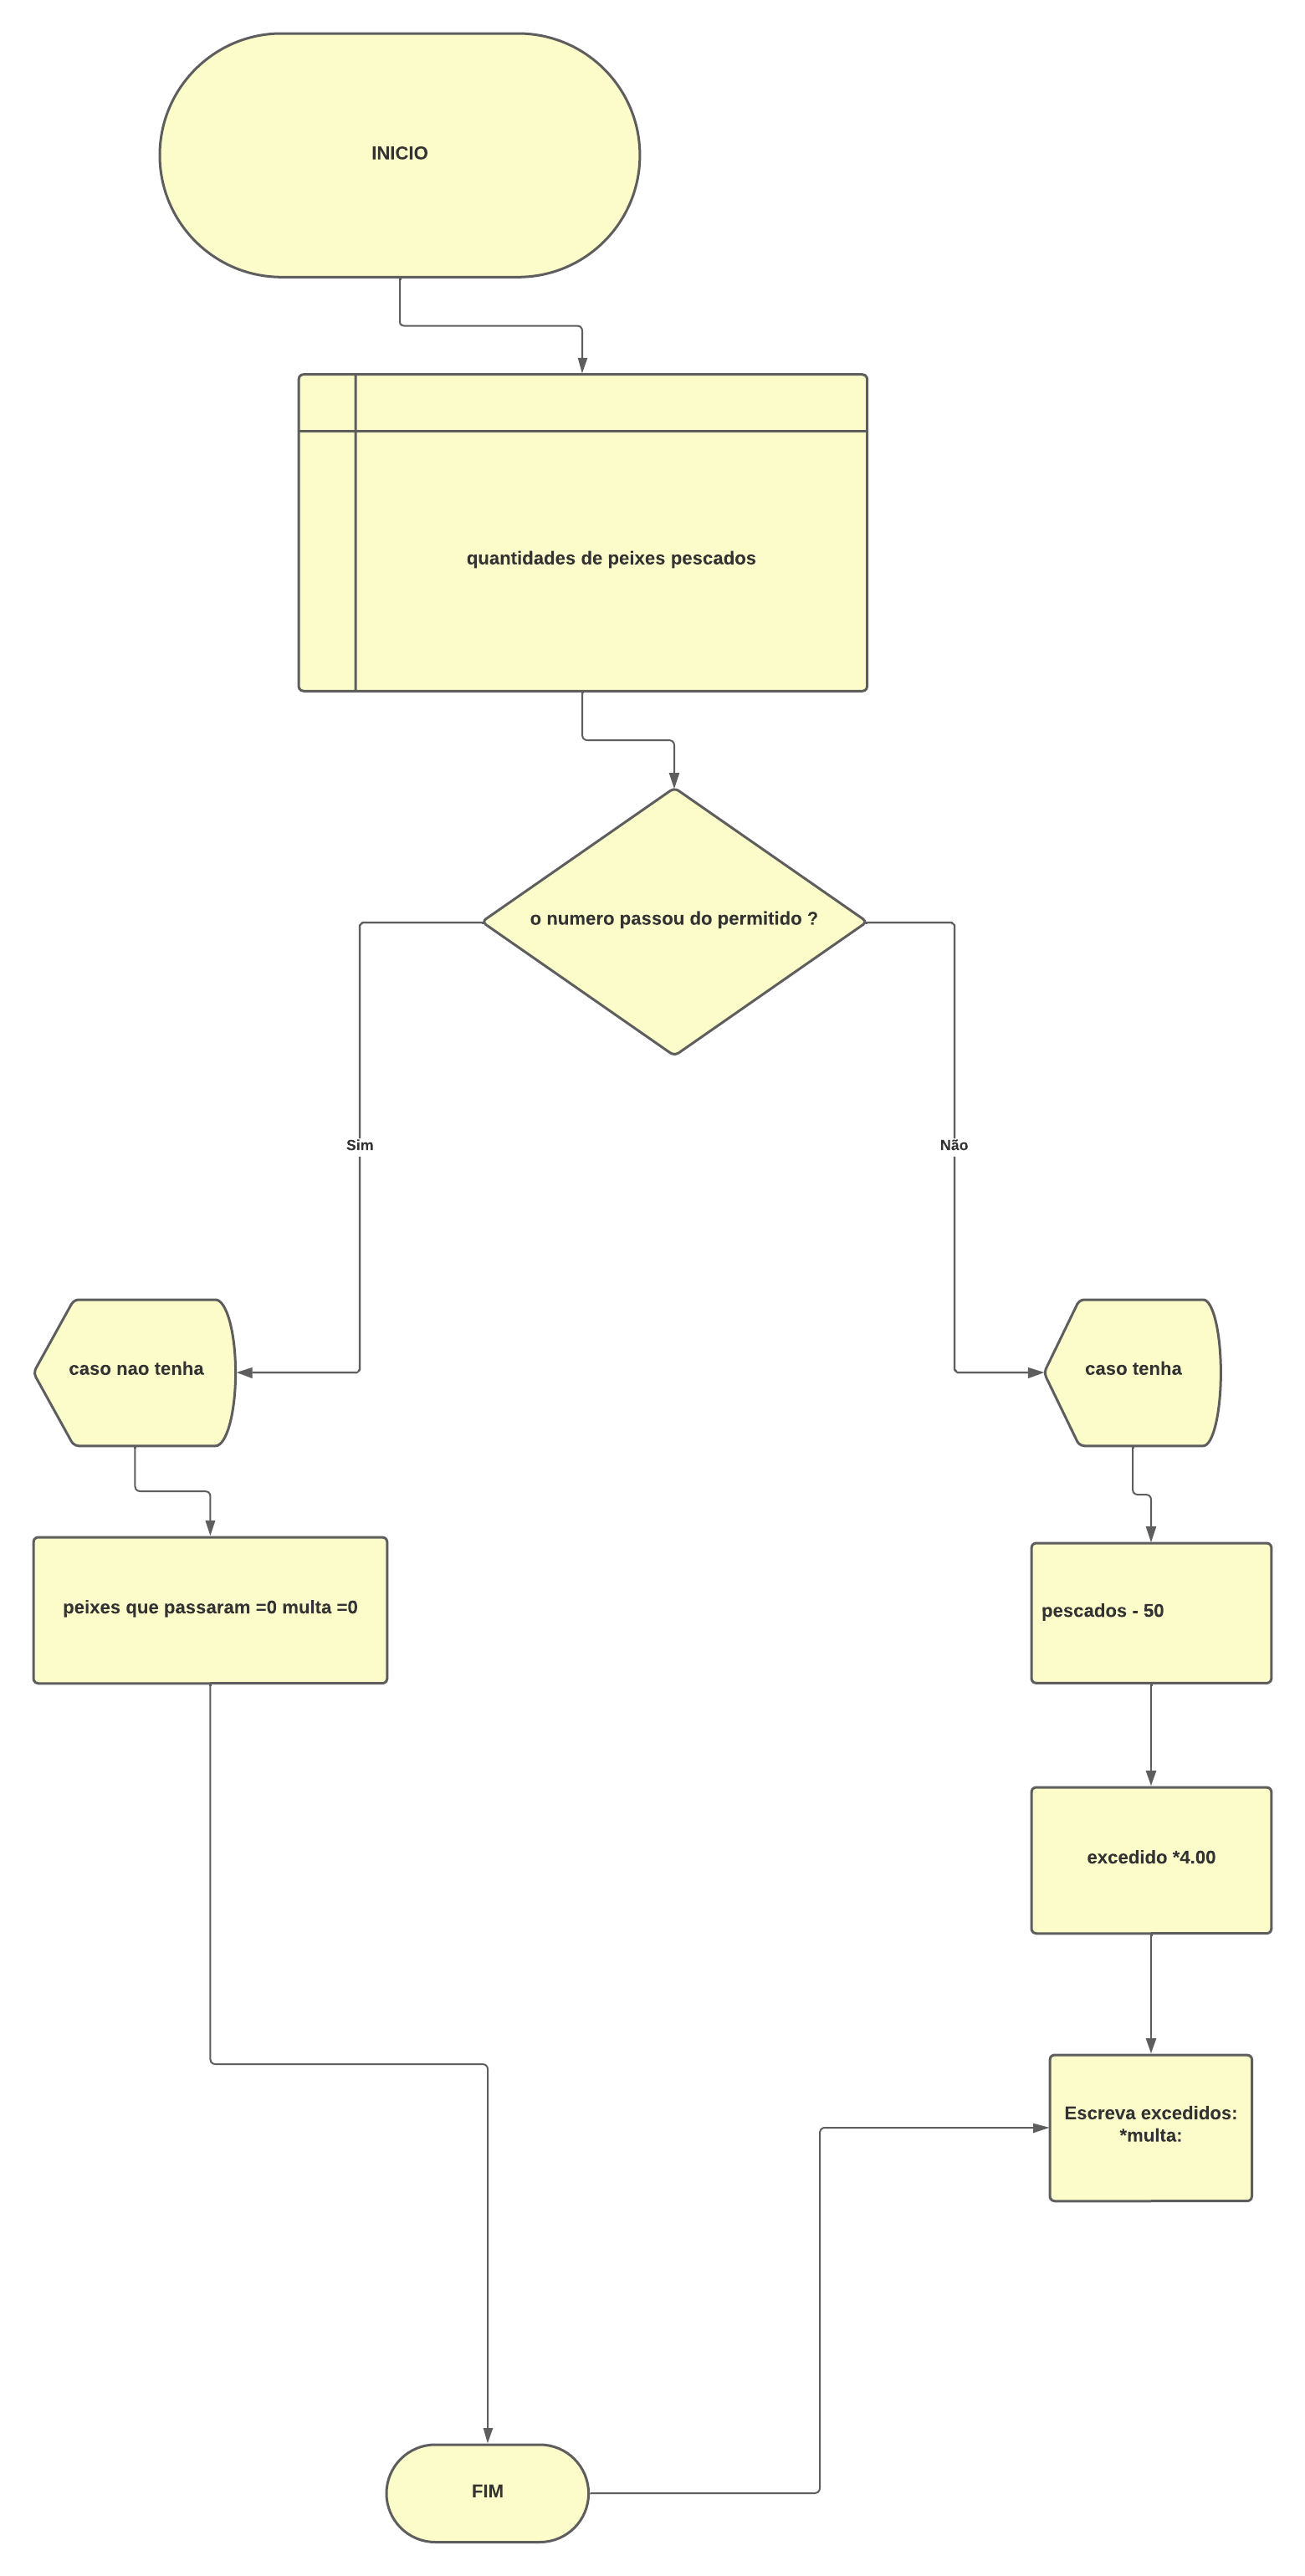 INICIO
quantidades de peixes pescados
o numero passou do permitido ?
Sim
Não
caso nao tenha
caso tenha
peixes que passaram =0 multa =0
pescados - 50
excedido *4.00
Escreva excedidos:
*multa:
FIM